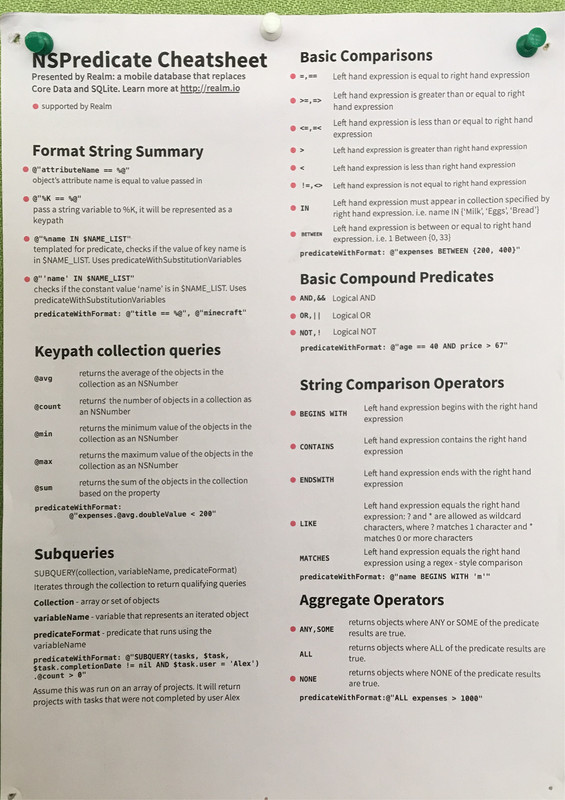 NSPredicate Cheatsheet
Presented by Realm: a mobile database that replaces
Core Data and SQLite. Learn more at http://realm.io
supported by Realm
Format String Summary
@"attributeName == %@"
object's attribute name is equal to value passed in
@"%K == %@"
pass a string variable to %K, it will be represented as a
keypath
@"%name IN $NAME_LIST"
templated for predicate, checks if the value of key name is
in $NAME_LIST. Uses predicateWithSubstitutionVariables
@"'name' IN $NAME_LIST"
checks if the constant value 'name' is in $NAME_LIST. Uses
predicateWithSubstitutionVariables
predicateWithFormat: @"title == %@", @"minecraft"
Keypath collection queries
@avg returns the average of the objects in the
collection as an NSNumber
@count returns the number of objects in a collection as
an NSNumber
@min returns the minimum value of the objects in the
collection as an NSNumber
@max returns the maximum value of the objects in the
collection as an NSNumber
@sum returns the sum of the objects in the collection
based on the property
predicateWithFormat:
@"expenses.@avg.doubleValue < 200"
Subqueries
SUBQUERY(collection, variableName, predicateFormat)
Iterates through the collection to return qualifying queries
Collection - array or set of objects
variableName - variable that represents an iterated object
predicateFormat - predicate that runs using the
variableName
predicateWithFormat: @"SUBQUERY(tasks, $task,
$task.completionDate != nil AND $task.user = 'Alex')
.@count > 0"
Assume this was run on an array of projects. It will return
projects with tasks that were not completed by user Alex
Basic Comparisons
=,== Left hand expression is equal to right hand expression
>=,=> Left hand expression is greater than or equal to right
hand expression
<=,=< Left hand expression is less than or equal to right hand
expression
> Left hand expression is greater than right hand expression
< Left hand expression is less than right hand expression
!=,<> Left hand expression is not equal to right hand expression
IN Left hand expression must appear in collection specified by
right hand expression. i.e. name IN {'Milk', 'Eggs', 'Bread'}
BETWEEN Left hand expression is between or equal to right hand
expression. i.e. 1 Between {0, 33}
predicateWithFormat: @"expenses BETWEEN {200, 400}"
Basic Compound Predicates
AND,&& Logical AND
OR,|| Logical OR
NOT,! Logical NOT
predicateWithFormat: @"age == 40 AND price > 67"
String Comparison Operators
BEGINS WITH Left hand expression begins with the right hand
expression
CONTAINS Left hand expression contains the right hand
expression
ENDSWITH Left hand expression ends with the right hand
expression
LIKE Left hand expression equals the right hand
expression: ? and * are allowed as wildcard
characters, where ? matches 1 character and *
matches 0 or more characters
MATCHES Left hand expression equals the right hand
expression using a regex - style comparison
predicateWithFormat: @"name BEGINS WITH 'm'"
Aggregate Operators
ANY,SOME returns objects where ANY or SOME of the predicate
results are true.
ALL returns objects where ALL of the predicate results are
true.
NONE returns objects where NONE of the predicate results
are true.
predicateWithFormat:@"ALL expenses > 1000"